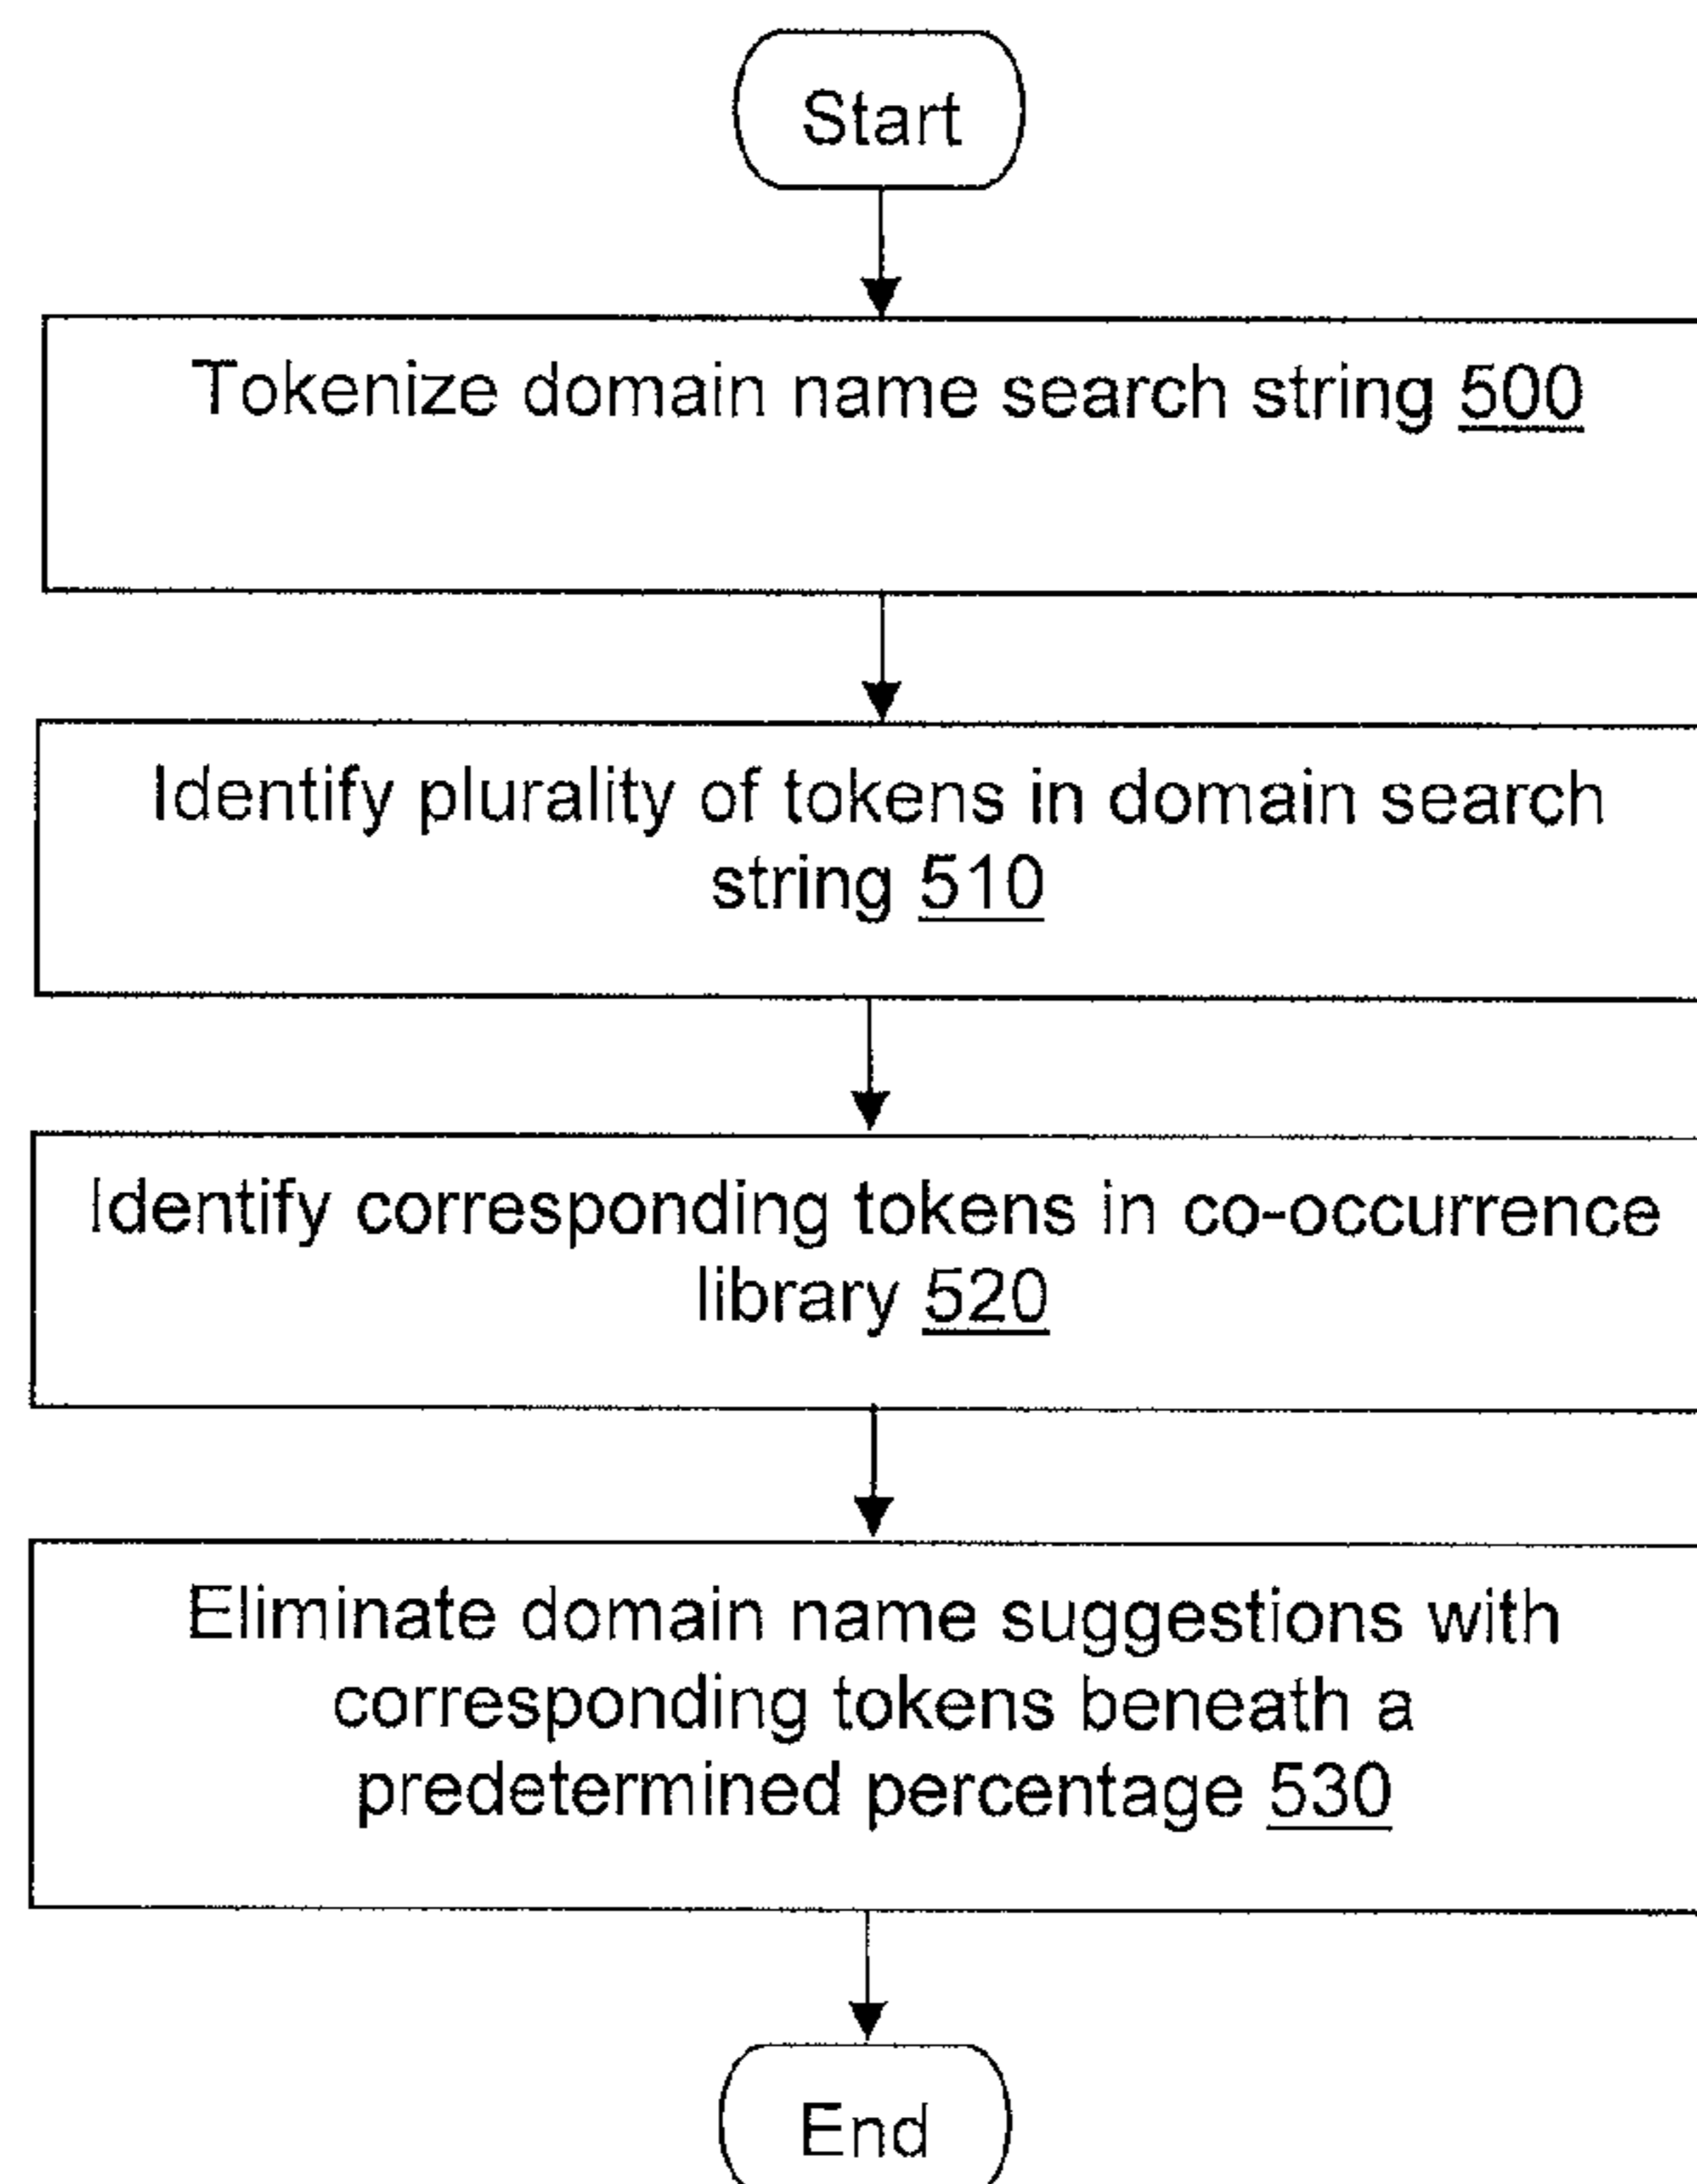 Start
Tokenize domain name search string 500
Identify plurality of tokens in domain search
string 510
Identify corresponding tokens in co-occurrence
library 520
Eliminate domain name suggestions with
corresponding tokens beneath a
predetermined percentage 530
End